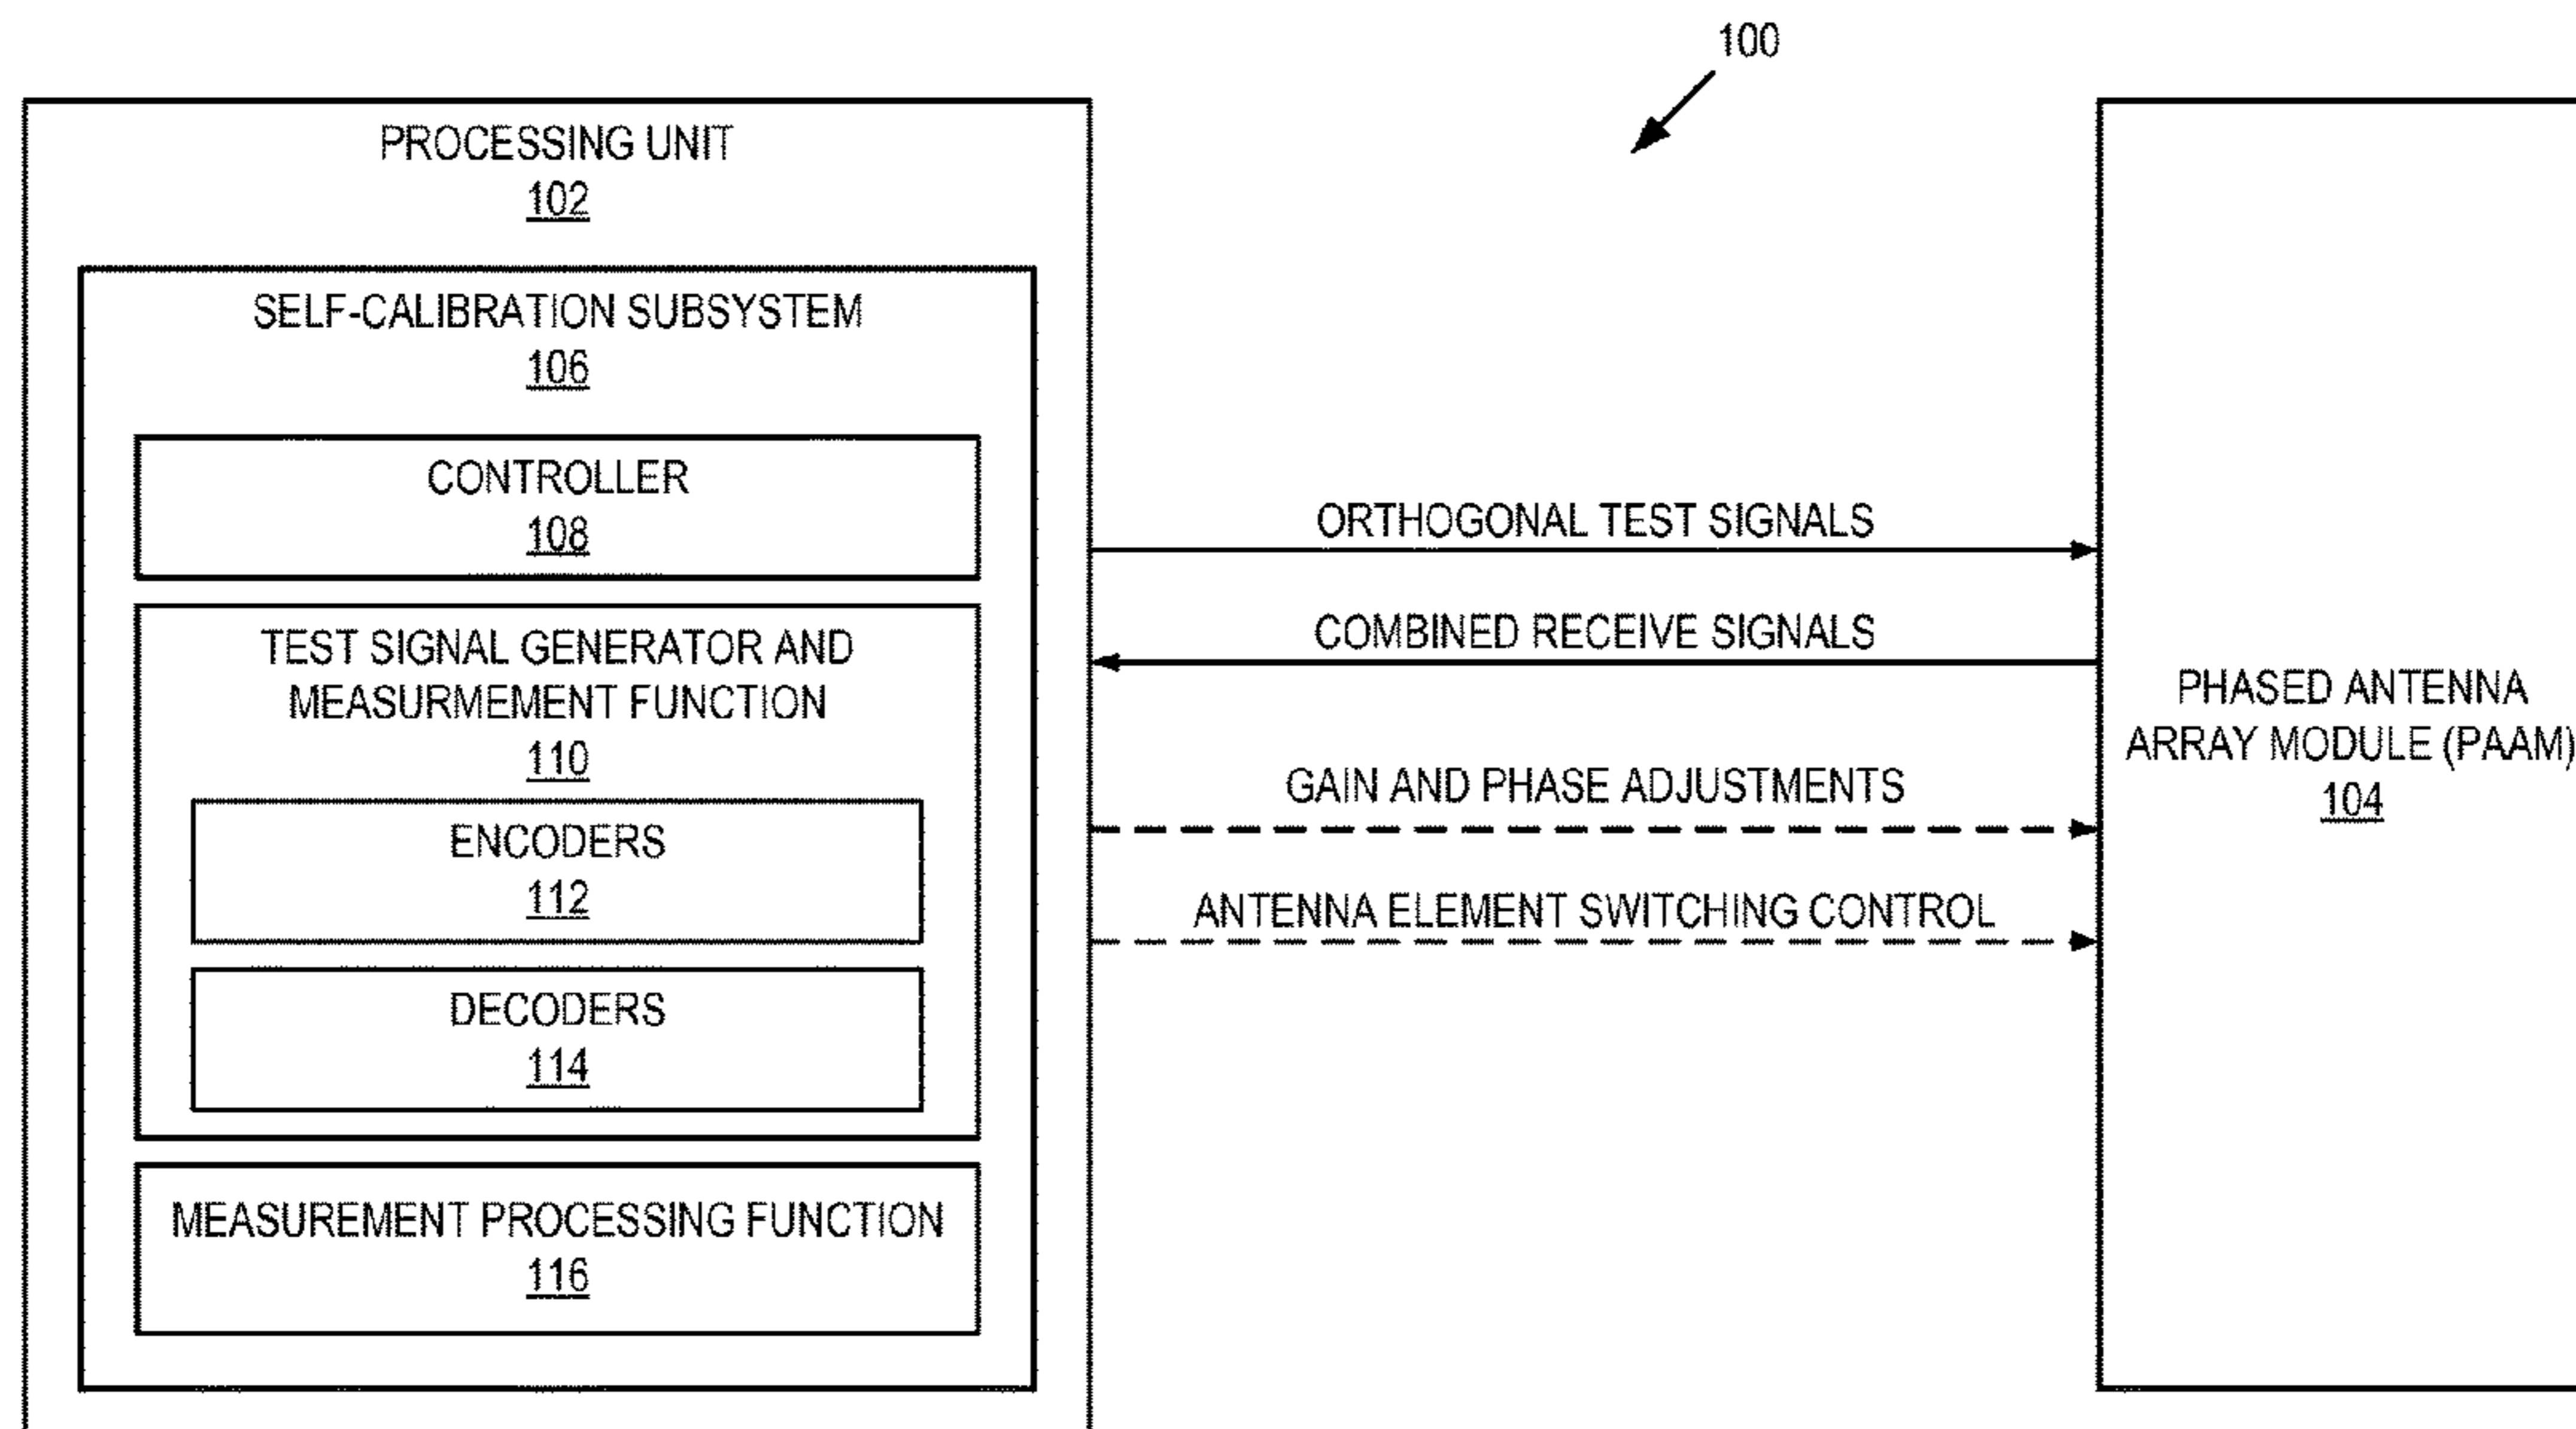 100
PROCESSING UNIT
102
SELF-CALIBRATION SUBSYSTEM
106
CONTROLLER
108
TEST SIGNAL GENERATOR AND
MEASURMEMENT FUNCTION
110
ENCODERS
112
DECODERS
114
MEASUREMENT PROCESSING FUNCTION
116
ORTHOGONAL TEST SIGNALS
COMBINED RECEIVE SIGNALS
GAIN AND PHASE ADJUSTMENTS
ANTENNA ELEMENT SWITCHING CONTROL
PHASED ANTENNA
ARRAY MODULE (PAAM)
104